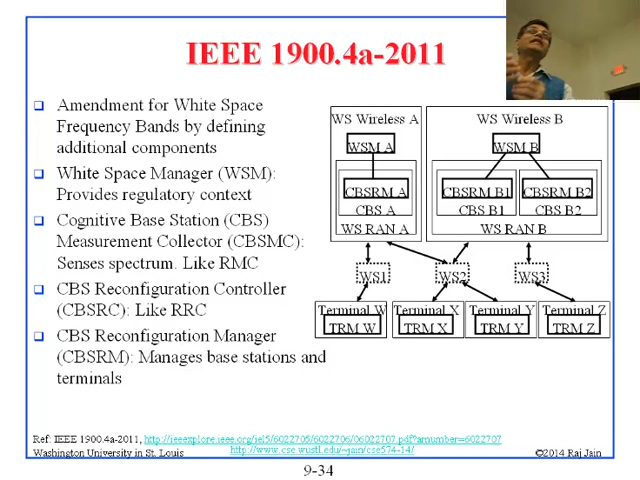 IEEE 1900.4a-2011
Amendment for White Space
Frequency Bands by defining
additional components
White Space Manager (WSM):
Provides regulatory context
Cognitive Base Station (CBS)
Measurement Collector (CBSMC):
Senses spectrum. Like RMC
CBS Reconfiguration Controller
(CBSRC): Like RRC
CBS Reconfiguration Manager
(CBSRM): Manages base stations and
terminals
WS Wireless A
WS Wireless B
WSM A
WSM B
CBSRM A
CBSRM B1
CBSRM B2
CBS A
CBS B1
CBS B2
WS RAN A
WS RAN B
WS1
WS2
WS3
Terminal W
Terminal X
Terminal Y
Terminal Z
TRM W
TRM X
TRM Y
TRM Z
Ref: IEEE 1900.4a-2011, http://ieeexplore.ieee.org/iel5/6022705/6022706/06022707.pdf?arnumber=6022707
Washington University in St. Louis
http://www.cse.wustl.edu/~jain/cse574-14/
©2014 Raj Jain
9-34